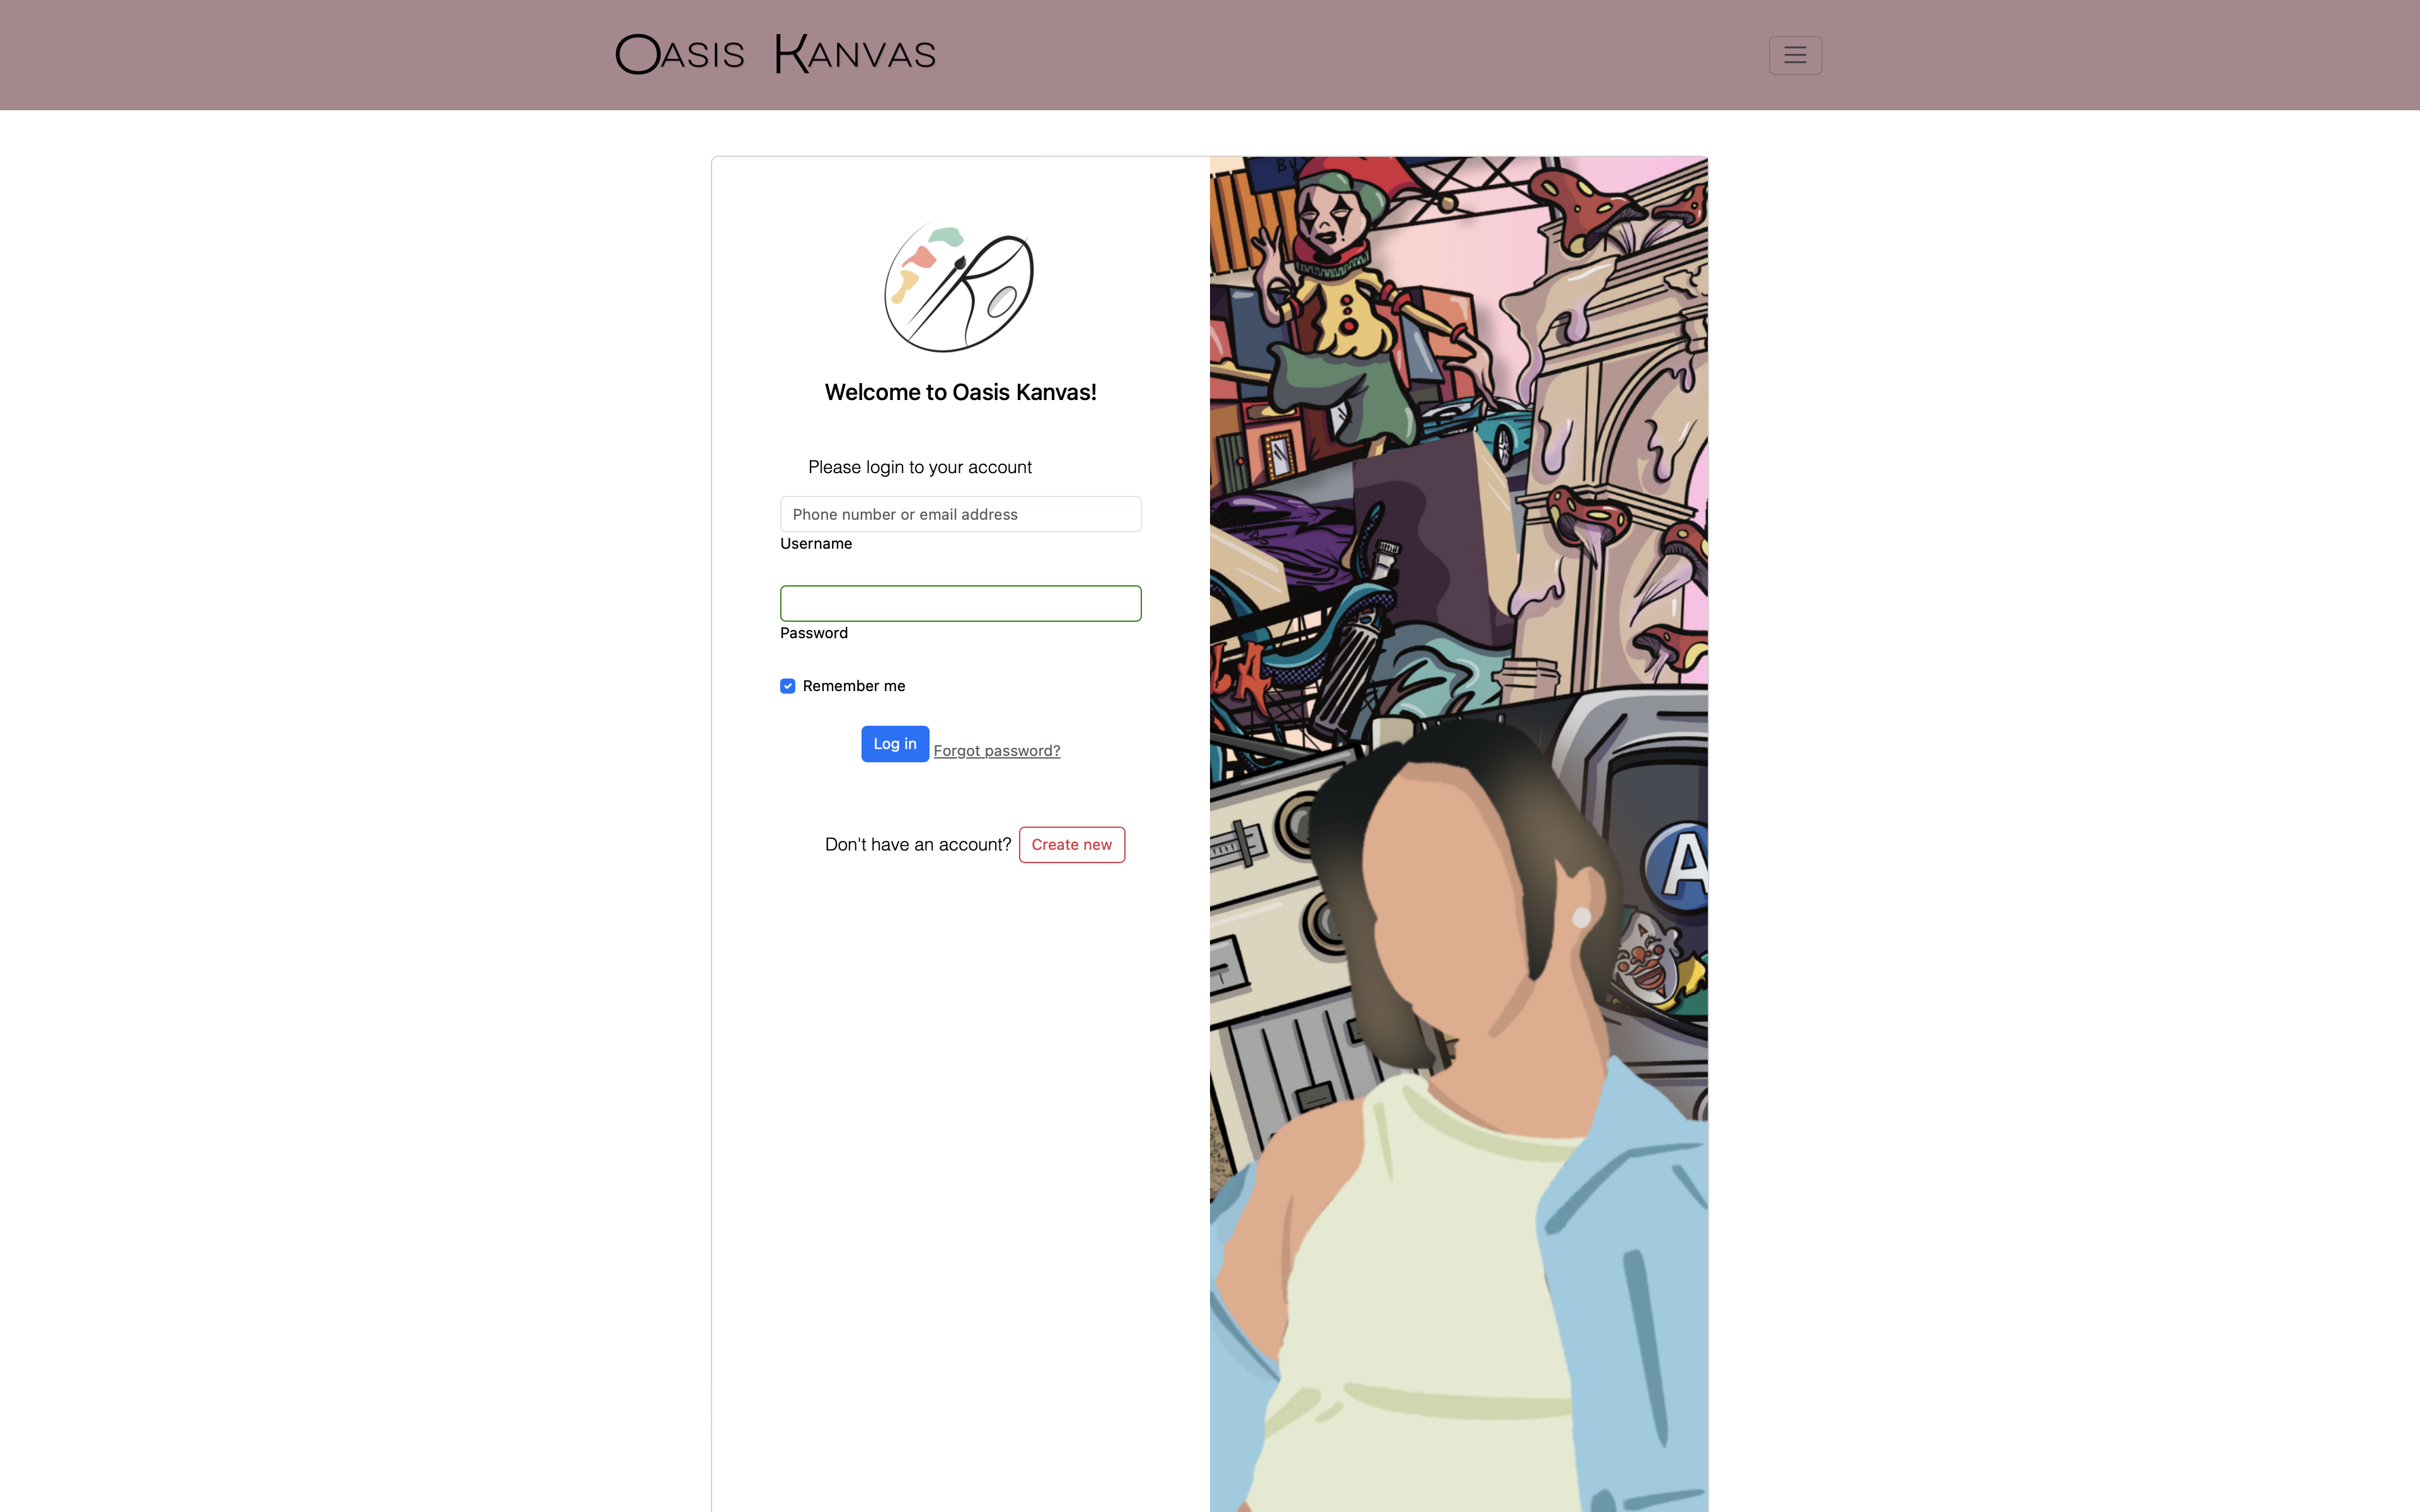 Oasis Kanvas
Welcome to Oasis Kanvas!
Please login to your account
Phone number or email address
Username
Password
Remember me
Log in Forgot password?
Don't have an account? Create new
A